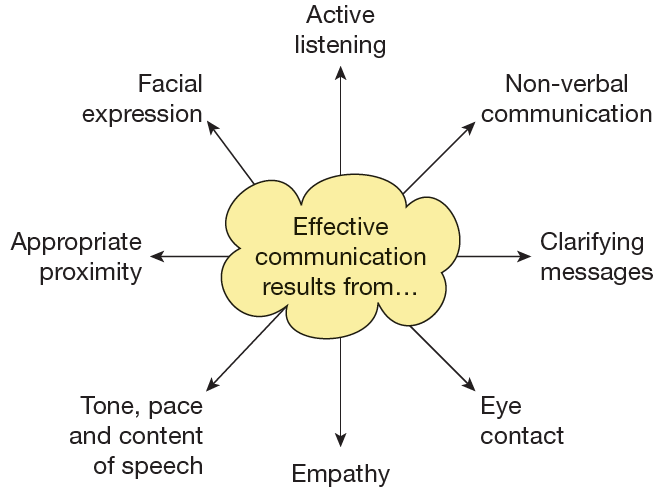 Active
listening
Non-verbal
communication
Clarifying
messages
Eye
contact
Empathy
Tone, pace
and content
of speech
Appropriate
proximity
Facial
expression
Effective
communication
results from…